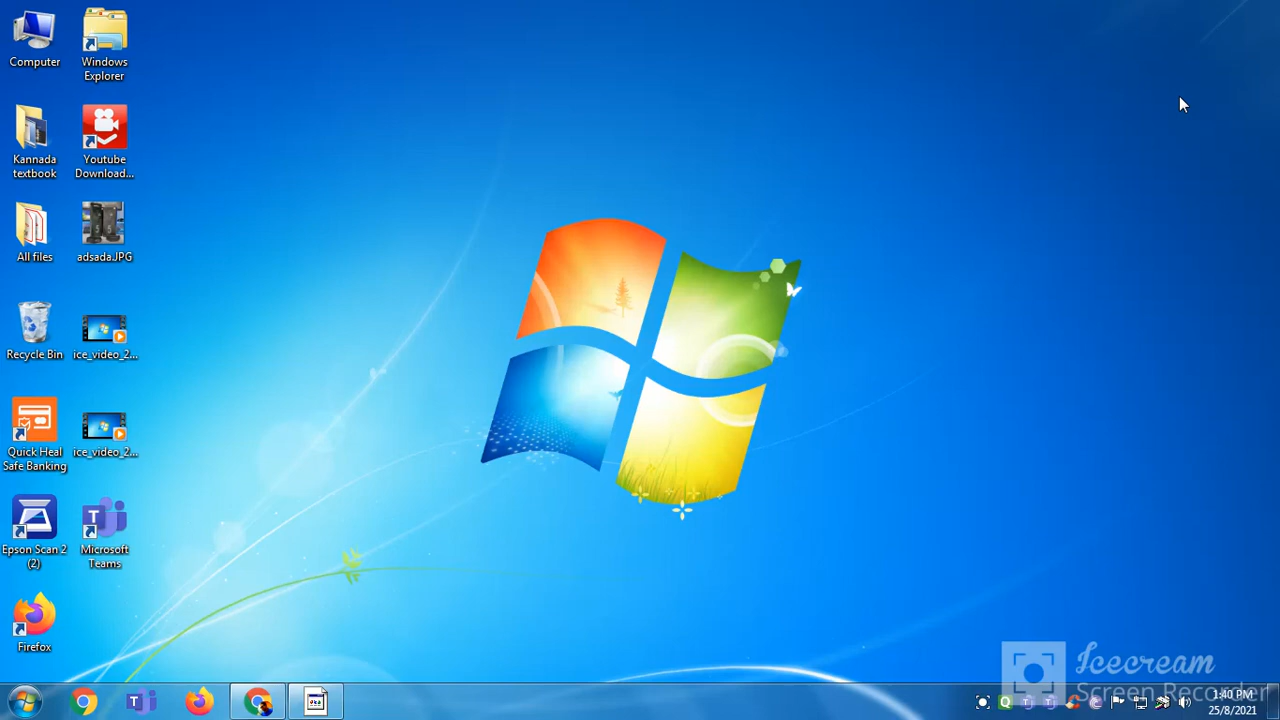 Computer
Windows
Explorer
Kannada
textbook
Youtube
Download...
All files
adsada.JPG
Recycle Bin
ice_video_2...
Quick Heal
Safe Banking
ice_video_2...
Epson Scan 2
(2)
Microsoft
Teams
Firefox
Icecream
Screen Recorder
1:40 PM
25/8/2021